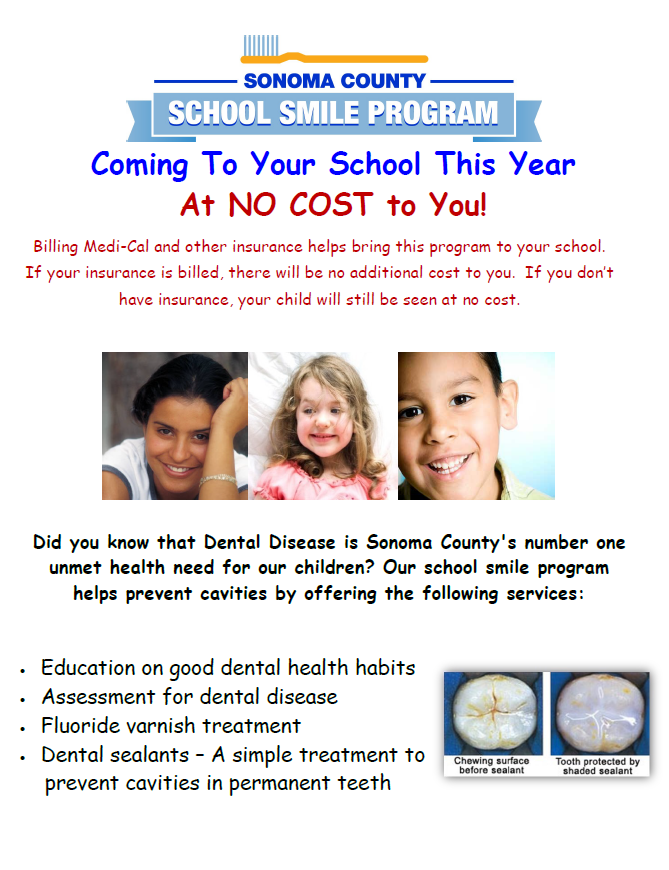 SONOMA COUNTY
SCHOOL SMILE PROGRAM
Coming To Your School This Year
At NO COST to You!
Billing Medi-Cal and other insurance helps bring this program to your school.
If your insurance is billed, there will be no additional cost to you.  If you don't
have insurance, your child will still be seen at no cost.
Did you know that Dental Disease is Sonoma County's number one
unmet health need for our children? Our school smile program
helps prevent cavities by offering the following services:
• Education on good dental health habits
• Assessment for dental disease
• Fluoride varnish treatment
• Dental sealants – A simple treatment to
prevent cavities in permanent teeth
Chewing surface
before sealant
Tooth protected by
shaded sealant